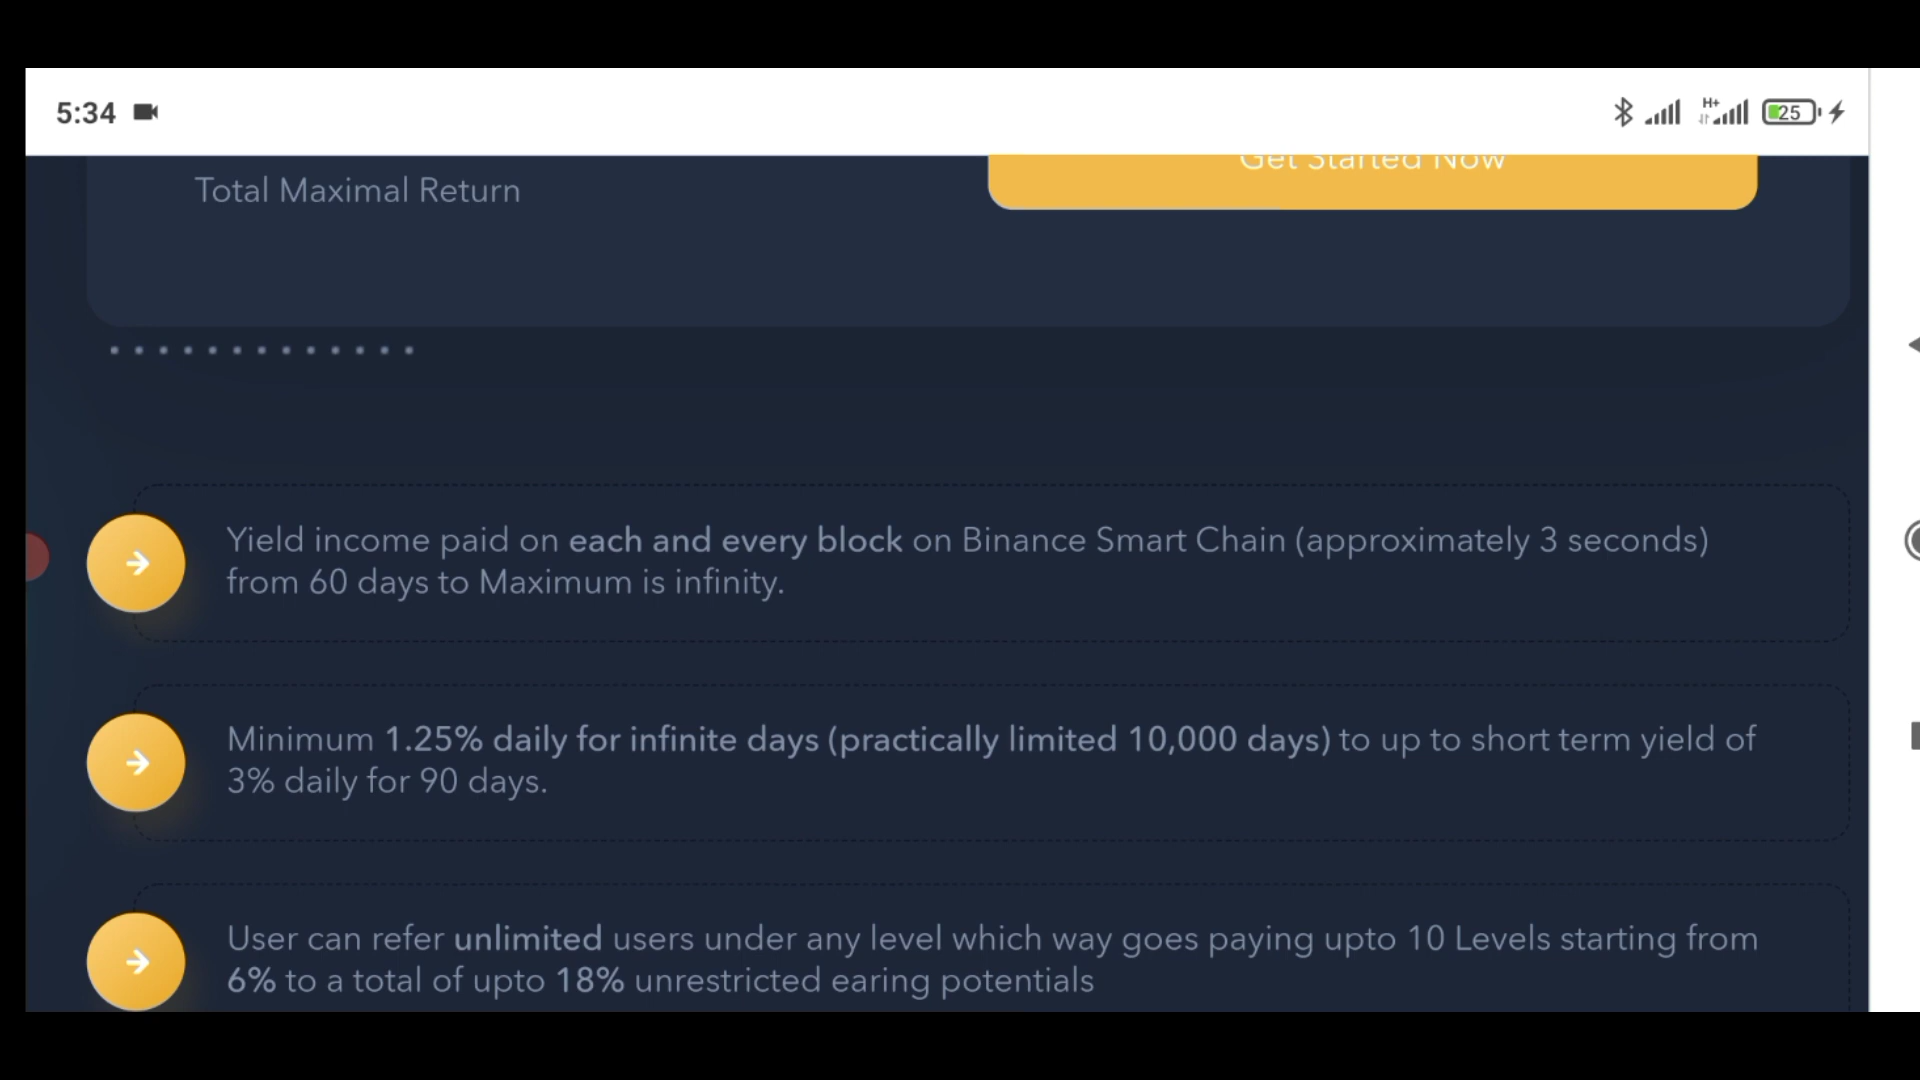 5:34
H+
25
Get Started Now
Total Maximal Return
Yield income paid on each and every block on Binance Smart Chain (approximately 3 seconds)
from 60 days to Maximum is infinity.
Minimum 1.25% daily for infinite days (practically limited 10,000 days) to up to short term yield of
3% daily for 90 days.
User can refer unlimited users under any level which way goes paying upto 10 Levels starting from
6% to a total of upto 18% unrestricted earing potentials